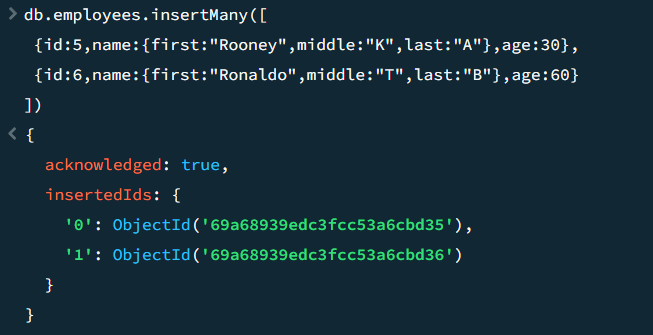 > db.employees.insertMany([
{id:5,name:{first:"Rooney",middle:"K",last:"A"},age:30},
{id:6,name:{first:"Ronaldo",middle:"T",last:"B"},age:60}
])
< {
acknowledged: true,
insertedIds: {
'0': ObjectId('69a68939edc3fcc53a6cbd35'),
'1': ObjectId('69a68939edc3fcc53a6cbd36')
}
}